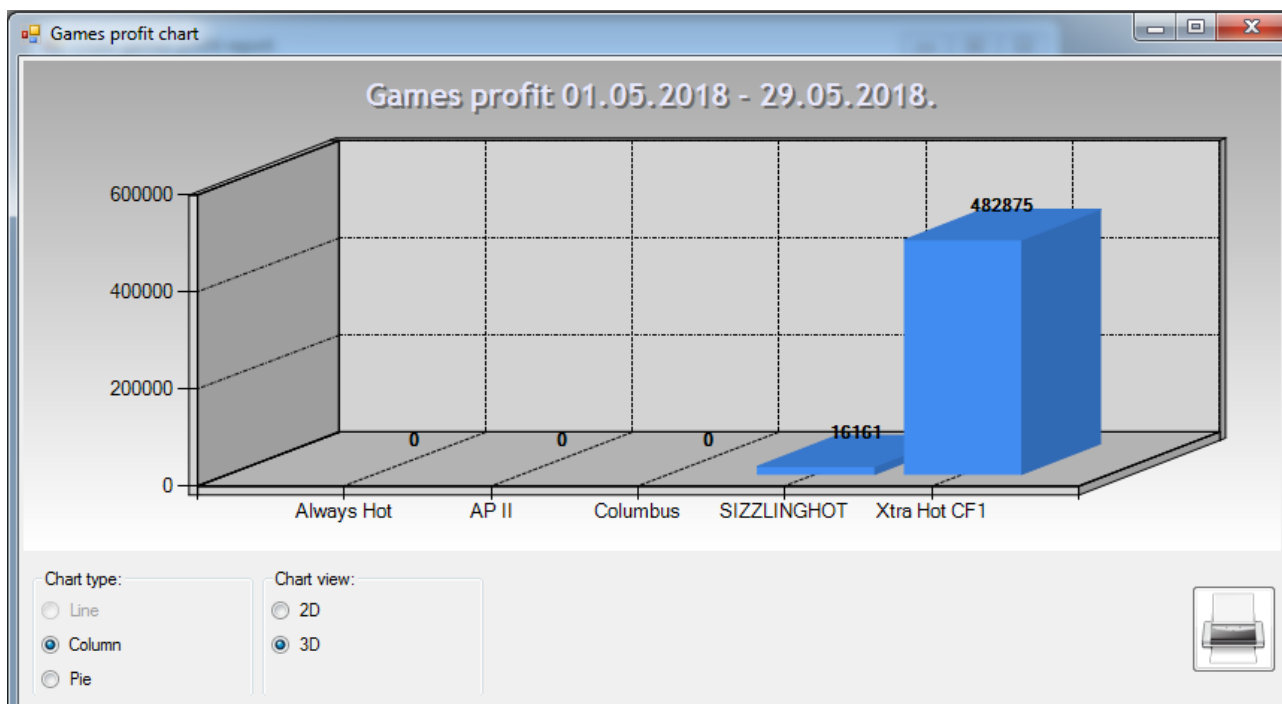 Games profit chart
Games profit 01.05.2018 - 29.05.2018.
600000
400000
200000
0
482875
16161
0
0
0
Always Hot
AP II
Columbus
SIZZLINGHOT
Xtra Hot CF1
Chart type:
Line
Column
Pie
Chart view:
2D
3D